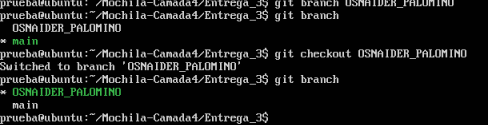 prueba@ubuntu:~/Mochila-Camada4/Entrega_3$ git branch OSNAIDER_PALOMINO
prueba@ubuntu:~/Mochila-Camada4/Entrega_3$ git branch
  OSNAIDER_PALOMINO
* main
prueba@ubuntu:~/Mochila-Camada4/Entrega_3$ git checkout OSNAIDER_PALOMINO
Switched to branch 'OSNAIDER_PALOMINO'
prueba@ubuntu:~/Mochila-Camada4/Entrega_3$ git branch
* OSNAIDER_PALOMINO
  main
prueba@ubuntu:~/Mochila-Camada4/Entrega_3$